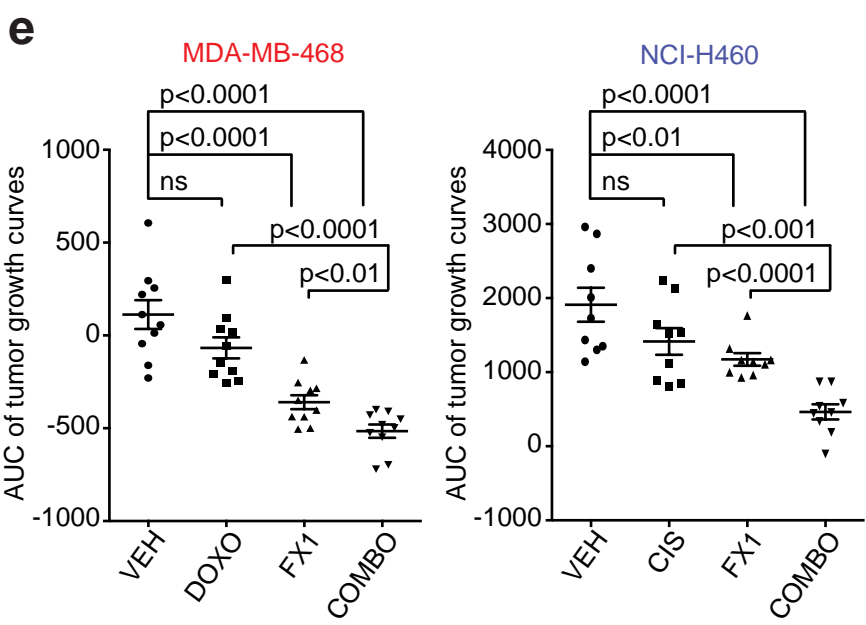 e
MDA-MB-468
p<0.0001
p<0.0001
ns
p<0.0001
p<0.01
AUC of tumor growth curves
1000
500
0
-500
-1000
VEH
DOXO
FX1
COMBO
NCI-H460
p<0.0001
p<0.01
ns
p<0.001
p<0.0001
AUC of tumor growth curves
4000
3000
2000
1000
0
-1000
VEH
CIS
FX1
COMBO